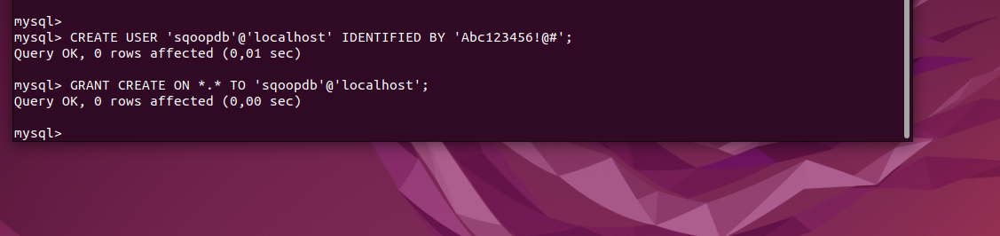 mysql>
mysql> CREATE USER 'sqoopdb'@'localhost' IDENTIFIED BY 'Abc123456!@#';
Query OK, 0 rows affected (0,01 sec)
mysql> GRANT CREATE ON *.* TO 'sqoopdb'@'localhost';
Query OK, 0 rows affected (0,00 sec)
mysql>